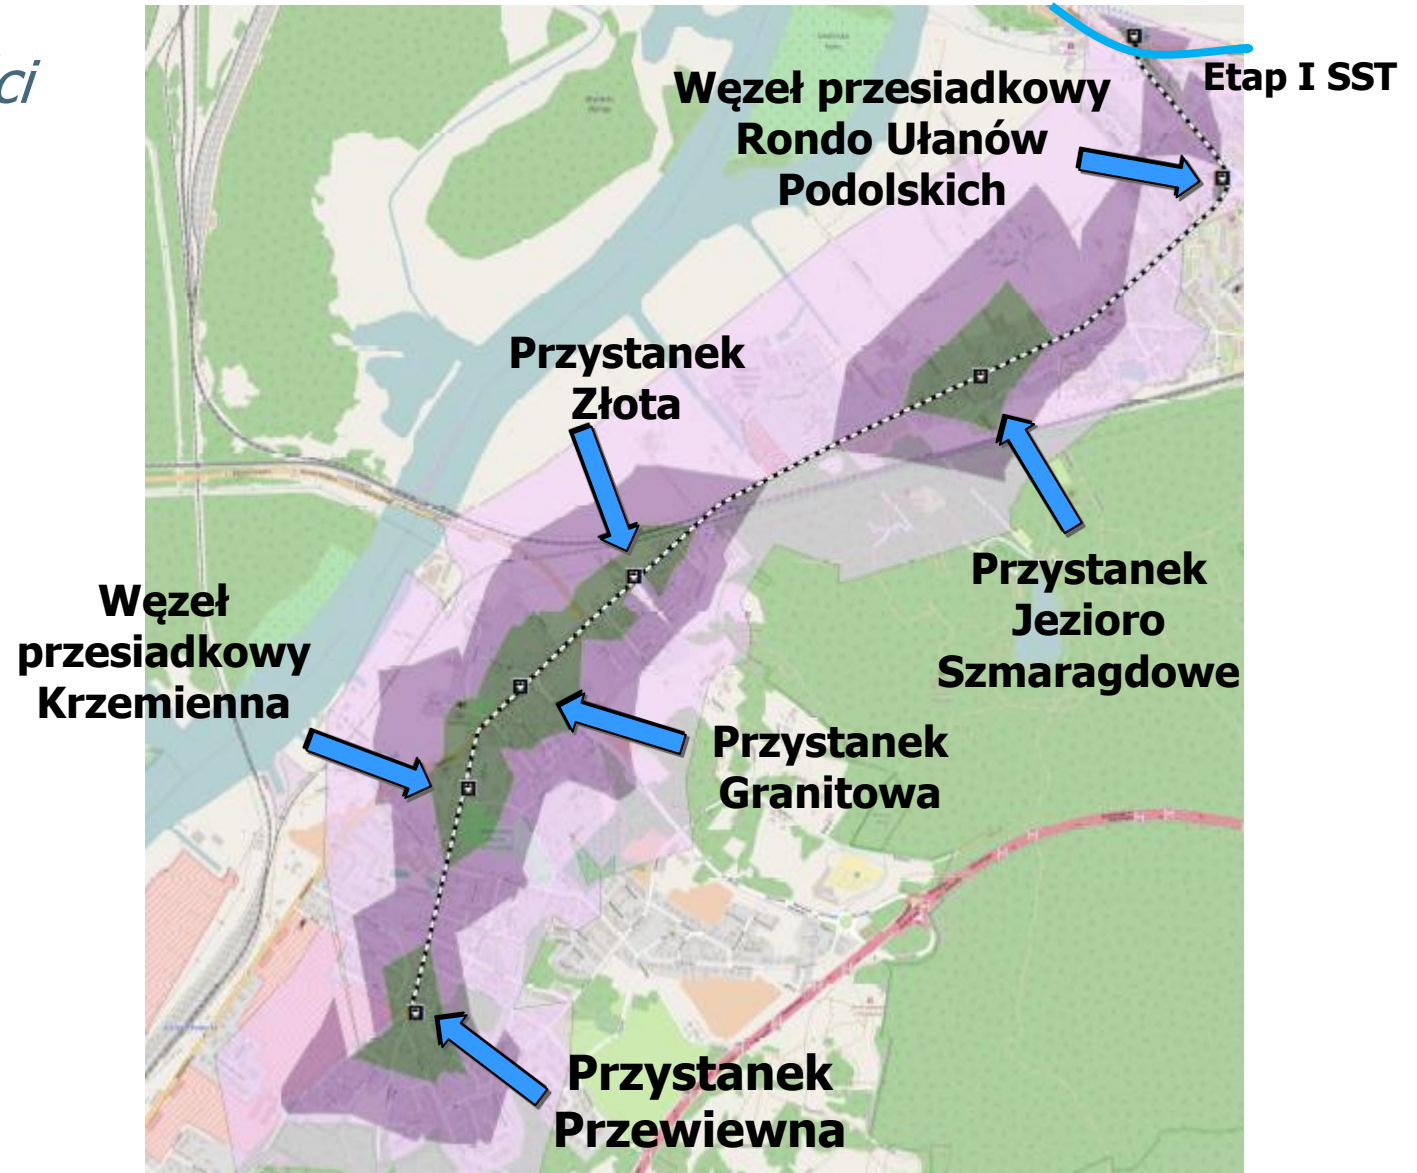 ci
Etap I SST
Węzeł przesiadkowy
Rondo Ułanów
Podolskich
Przystanek
Złota
Przystanek
Jezioro
Szmaragdowe
Węzeł
przesiadkowy
Krzemienna
Przystanek
Granitowa
Przystanek
Przewiewna